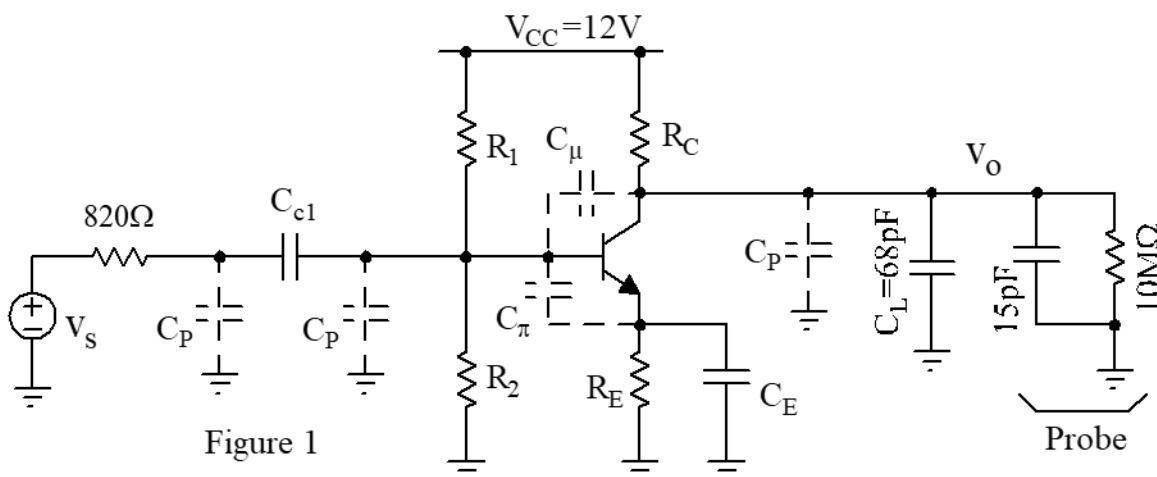 V_CC=12V
R_1
C_μ
R_C
v_o
820Ω
C_c1
C_P
C_L=68pF
15pF
10MΩ
v_s
C_P
C_P
C_π
R_2
R_E
C_E
Figure 1
Probe